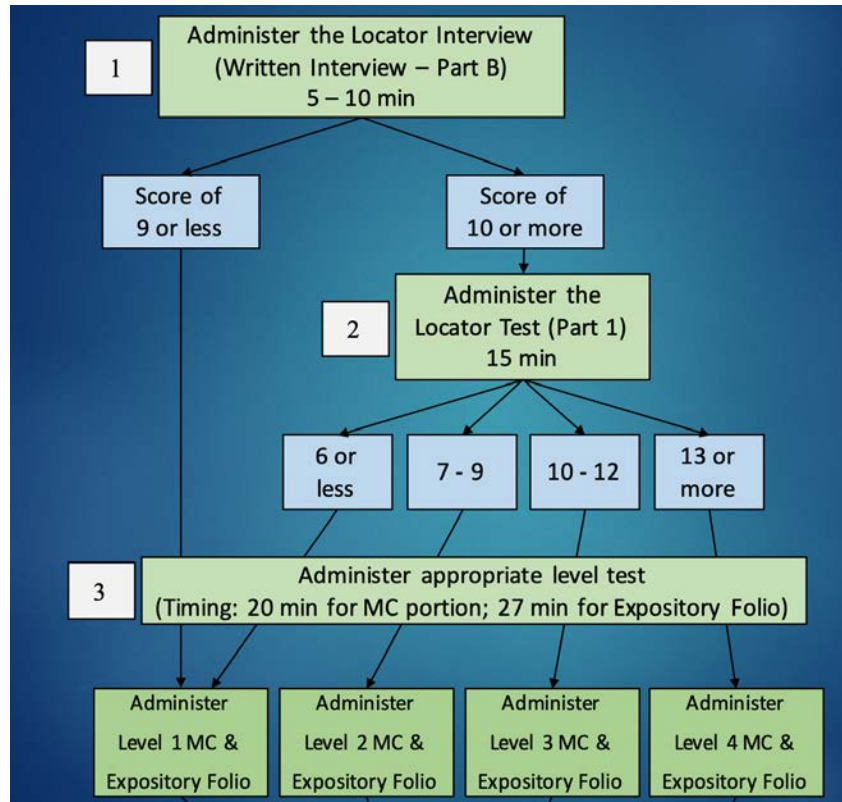 1
Administer the Locator Interview
(Written Interview – Part B)
5 – 10 min
Score of
9 or less
Score of
10 or more
2
Administer the
Locator Test (Part 1)
15 min
6 or
less
7 - 9
10 - 12
13 or
more
3
Administer appropriate level test
(Timing: 20 min for MC portion; 27 min for Expository Folio)
Administer
Level 1 MC &
Expository Folio
Administer
Level 2 MC &
Expository Folio
Administer
Level 3 MC &
Expository Folio
Administer
Level 4 MC &
Expository Folio